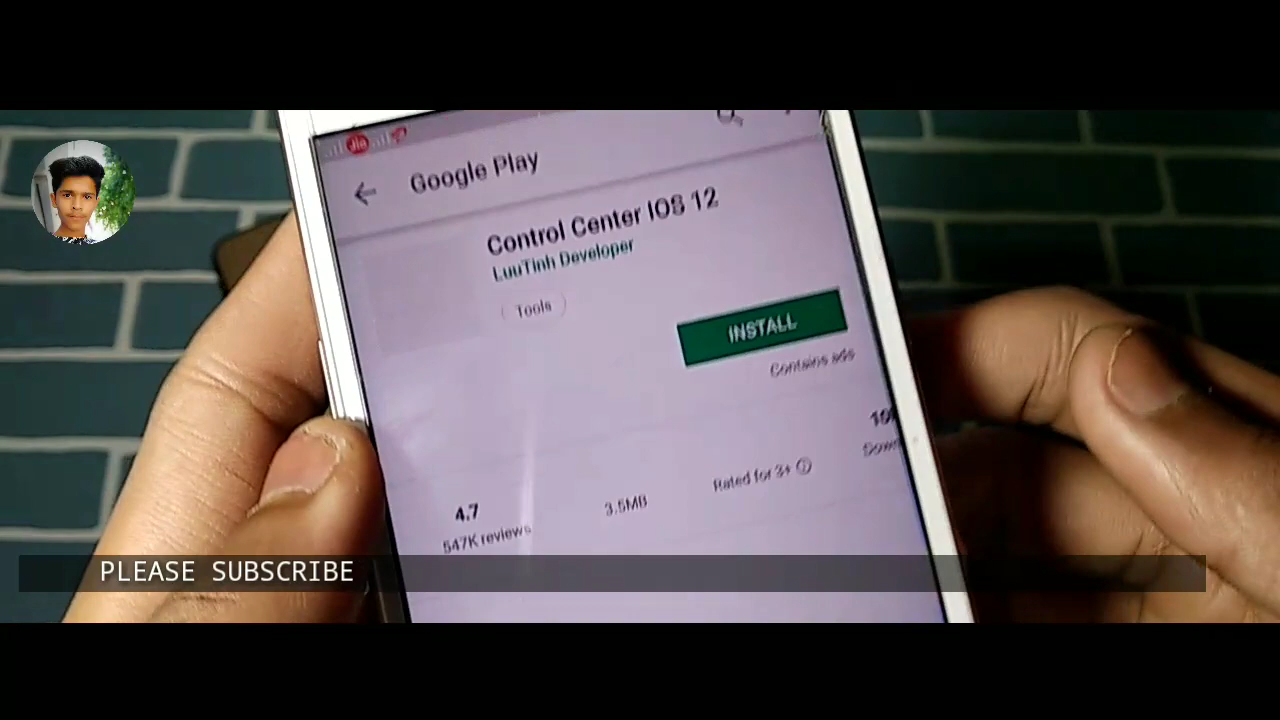 Jio
Google Play
Control Center IOS 12
LuuTinh Developer
Tools
INSTALL
Contains ads
4.7
547K reviews
3.5MB
Rated for 3+
PLEASE SUBSCRIBE